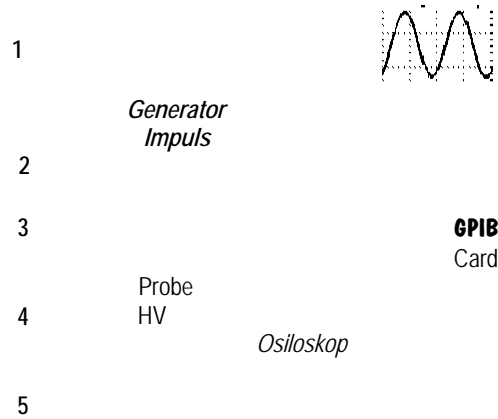 1
Generator
Impuls
2
3
GPIB
Card
Probe
4
HV
Osiloskop
5